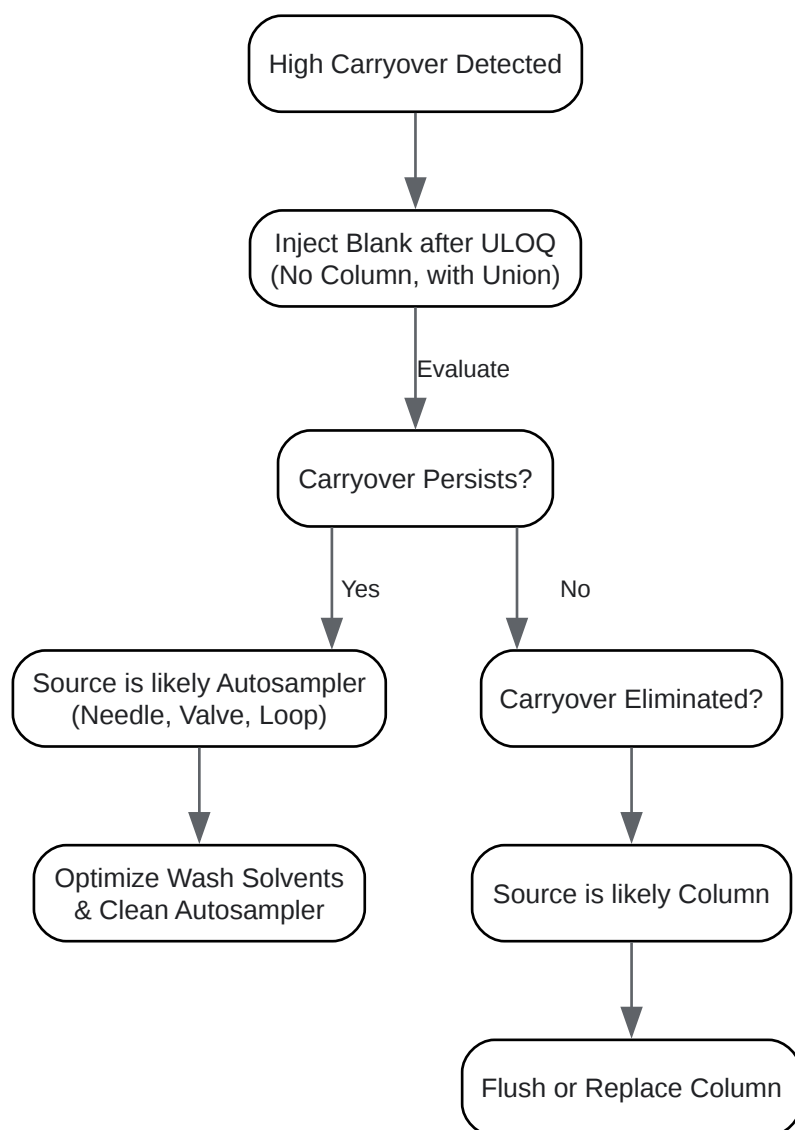 High Carryover Detected
Inject Blank after ULOQ
(No Column, with Union)
Evaluate
Carryover Persists?
Yes
No
Source is likely Autosampler
(Needle, Valve, Loop)
Carryover Eliminated?
Optimize Wash Solvents
& Clean Autosampler
Source is likely Column
Flush or Replace Column